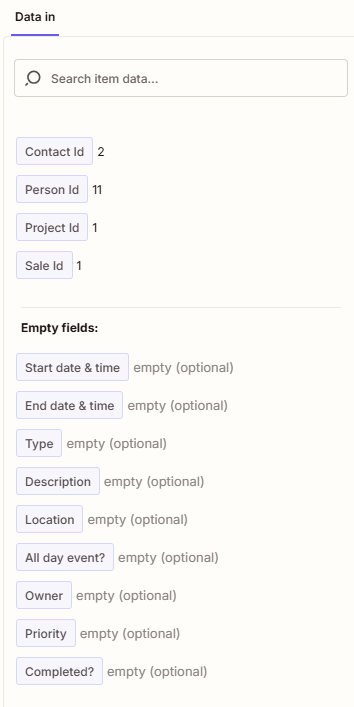 Data in
Search item data...
Contact Id 2
Person Id 11
Project Id 1
Sale Id 1
Empty fields:
Start date & time empty (optional)
End date & time empty (optional)
Type empty (optional)
Description empty (optional)
Location empty (optional)
All day event? empty (optional)
Owner empty (optional)
Priority empty (optional)
Completed? empty (optional)